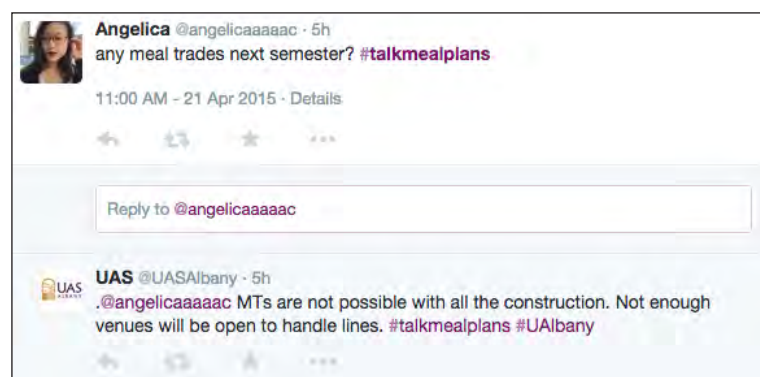 Angelica @angelicaaaaac · 5h
any meal trades next semester? #talkmealplans
11:00 AM - 21 Apr 2015 · Details
Reply to @angelicaaaaac
UAS ALBANY
UAS @UASAlbany · 5h
.@angelicaaaaac MTs are not possible with all the construction. Not enough
venues will be open to handle lines. #talkmealplans #UAlbany